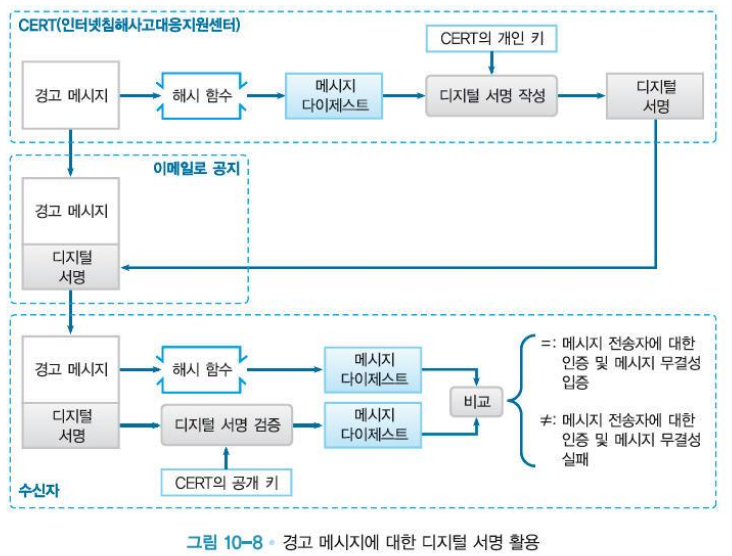 CERT(인터넷침해사고대응지원센터)
CERT의 개인 키
경고 메시지
해시 함수
메시지
다이제스트
디지털 서명 작성
디지털
서명
이메일로 공지
경고 메시지
디지털
서명
경고 메시지
해시 함수
메시지
다이제스트
디지털
서명
디지털 서명 검증
메시지
다이제스트
비교
=: 메시지 전송자에 대한
인증 및 메시지 무결성
입증
≠: 메시지 전송자에 대한
인증 및 메시지 무결성
실패
CERT의 공개 키
수신자
그림 10-8 • 경고 메시지에 대한 디지털 서명 활용